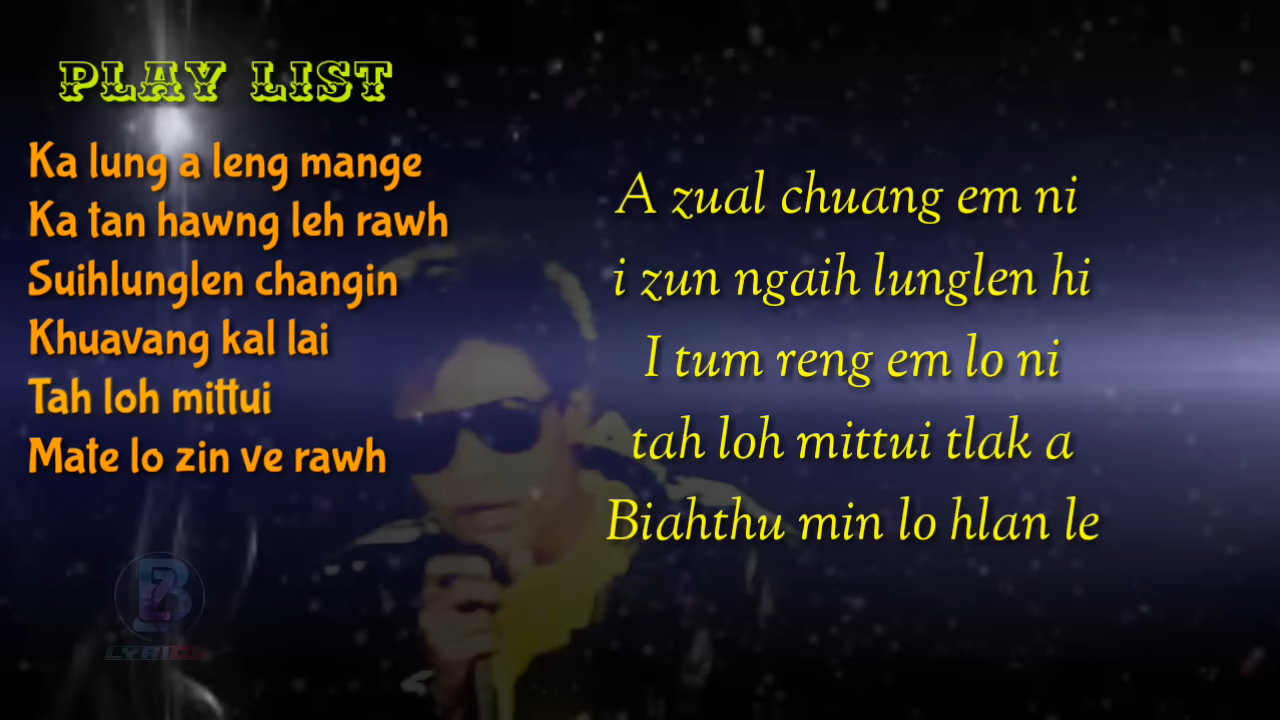 PLAY LIST
Ka lung a leng mange
Ka tan hawng leh rawh
Suihlunglen changin
Khuavang kal lai
Tah loh mittui
Mate lo zin ve rawh
A zual chuang em ni
i zun ngaih lunglen hi
I tum reng em lo ni
tah loh mittui tlak a
Biahthu min lo hlan le
LYRICS